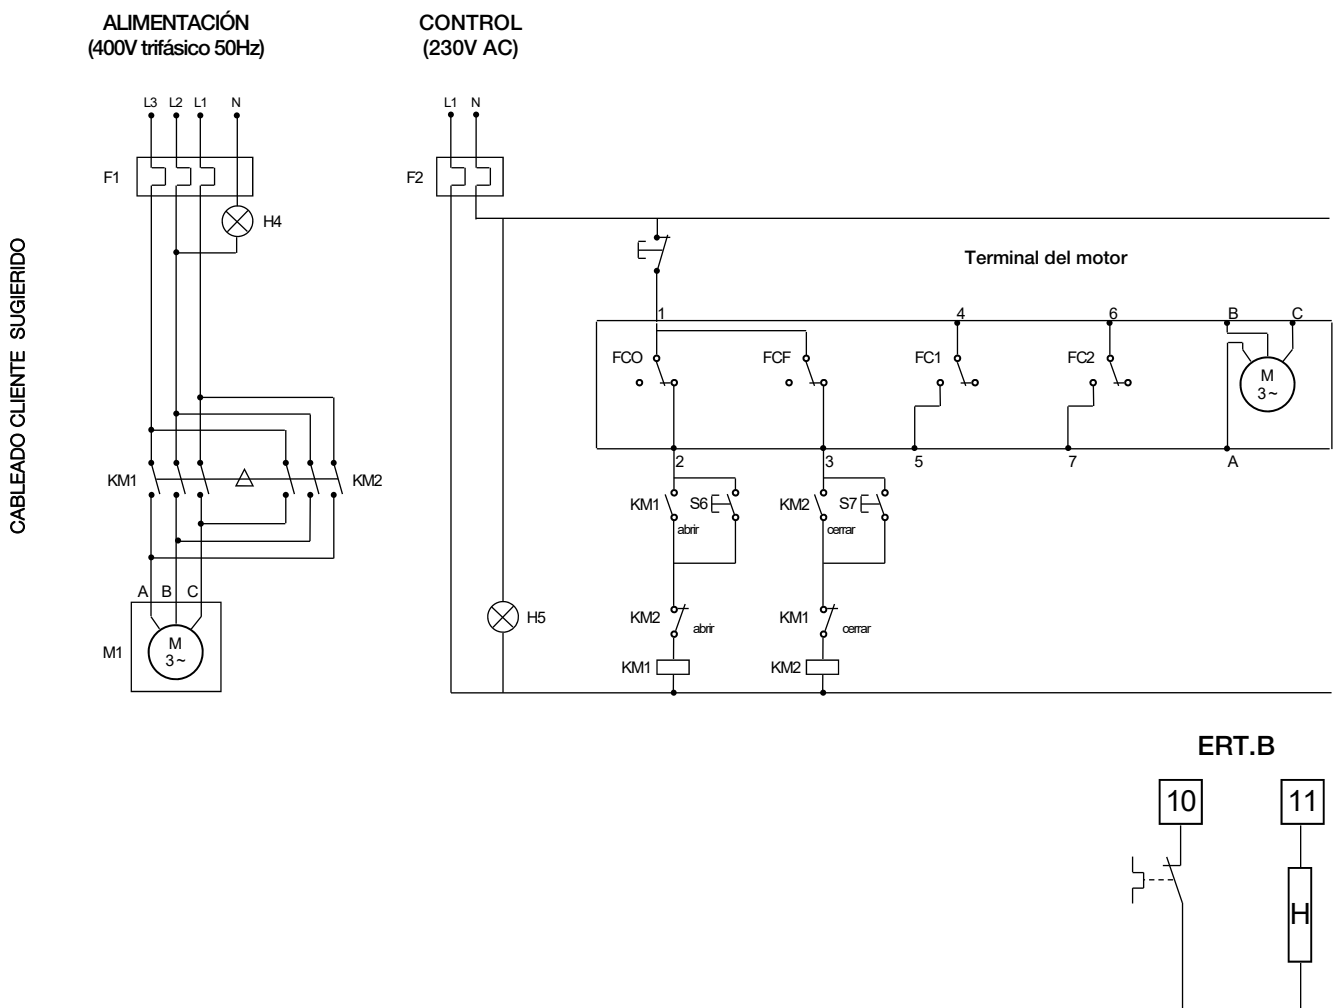 ALIMENTACIÓN
(400V trifásico 50Hz)
CONTROL
(230V AC)
L3 L2 L1 N
L1 N
F1
F2
H4
CABLEADO CLIENTE SUGIERIDO
Terminal del motor
1 4 6 B C
FCO FCF FC1 FC2
M
3~
KM1 KM2
2 3 5 7 A
KM1 S6 KM2 S7
abrir cerrar
A B C
M1
M
3~
H5
KM2 abrir KM1 cerrar
KM1 KM2
ERT.B
10 11
H